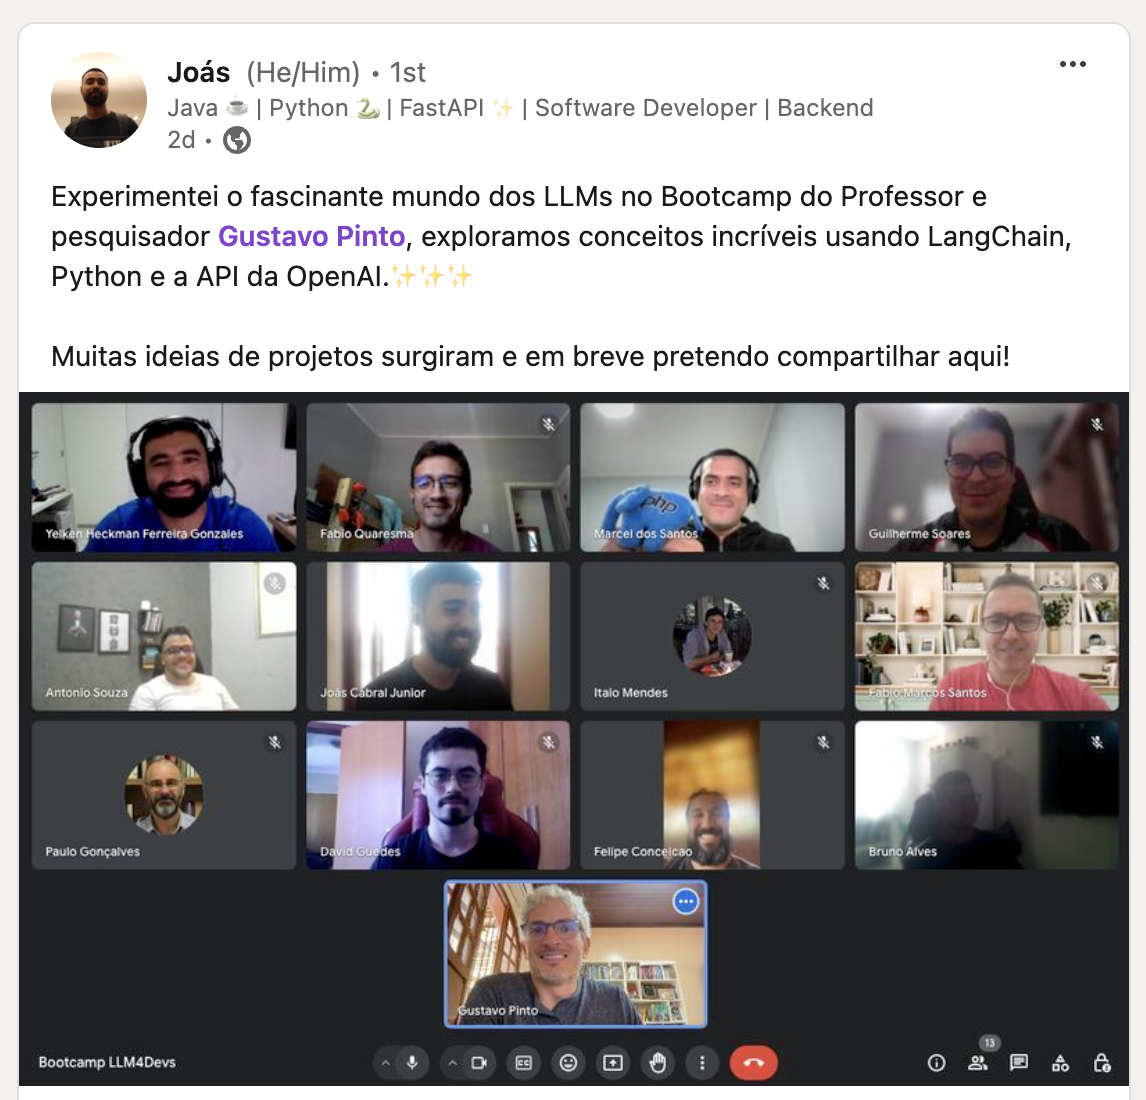 Joás (He/Him) • 1st
Java ☕ | Python 🐍 | FastAPI ✨ | Software Developer | Backend
2d •
Experimentei o fascinante mundo dos LLMs no Bootcamp do Professor e
pesquisador Gustavo Pinto, exploramos conceitos incríveis usando LangChain,
Python e a API da OpenAI.✨✨✨
Muitas ideias de projetos surgiram e em breve pretendo compartilhar aqui!
Yelken Heckman Ferreira Gonzales
Fabio Quaresma
php
Marcel dos Santos
Guilherme Soares
Antonio Souza
Joás Cabral Junior
Italo Mendes
Fabio Marcos Santos
Paulo Gonçalves
David Guedes
Felipe Conceicao
Bruno Alves
Gustavo Pinto
Bootcamp LLM4Devs
CC
13